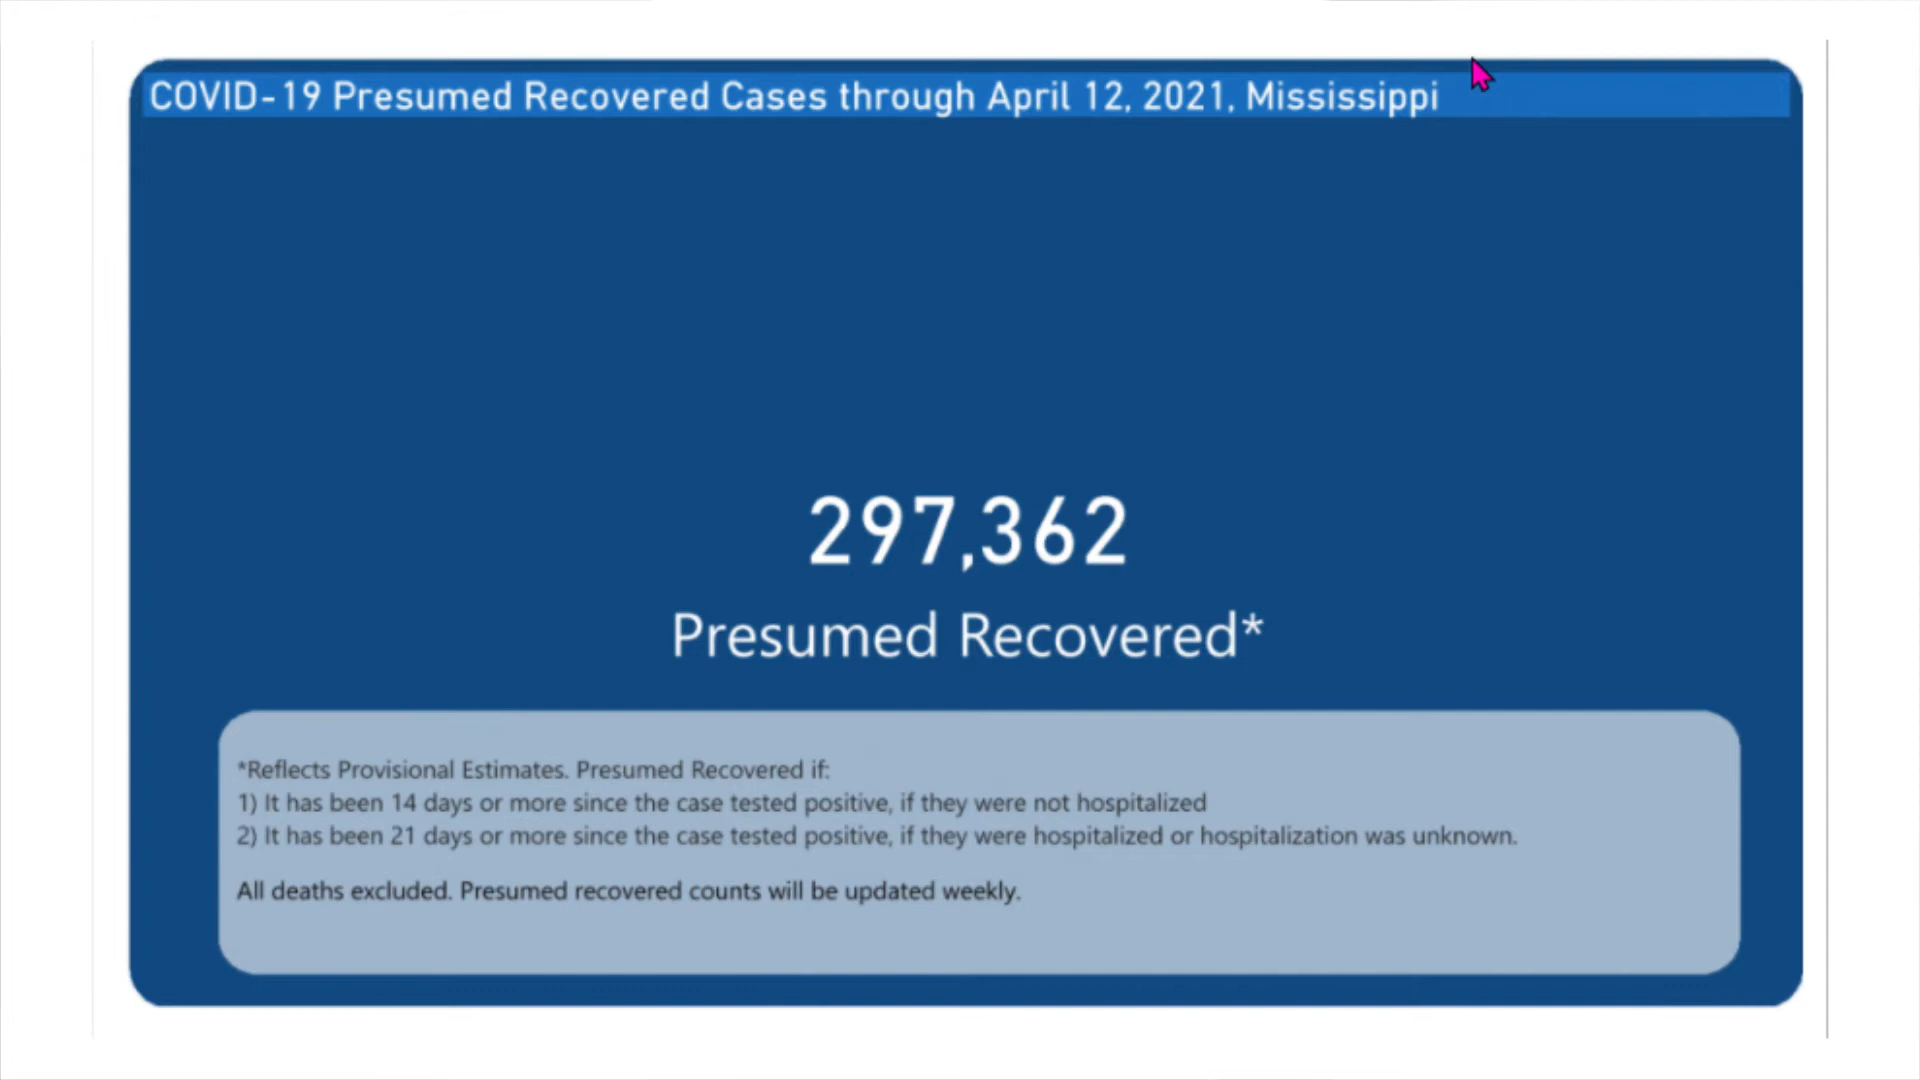 COVID-19 Presumed Recovered Cases through April 12, 2021, Mississippi
297,362
Presumed Recovered*
*Reflects Provisional Estimates. Presumed Recovered if:
1) It has been 14 days or more since the case tested positive, if they were not hospitalized
2) It has been 21 days or more since the case tested positive, if they were hospitalized or hospitalization was unknown.
All deaths excluded. Presumed recovered counts will be updated weekly.